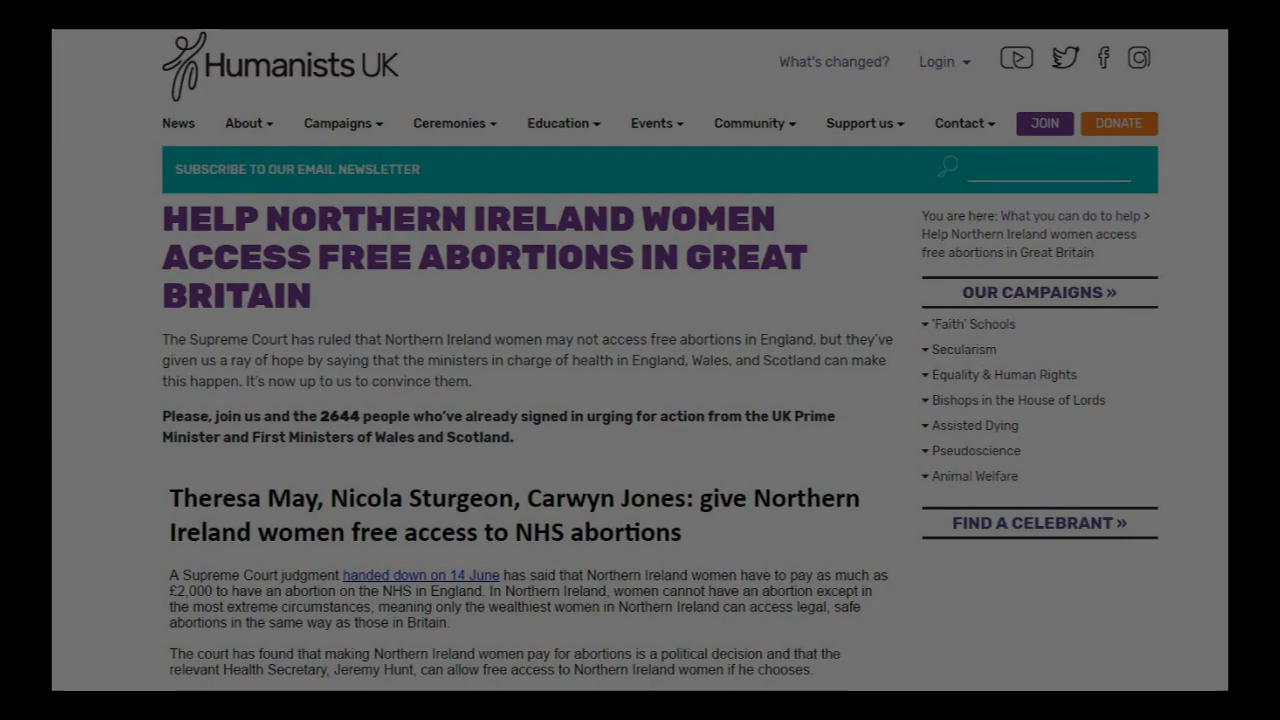 Humanists UK
What's changed?
Login
News
About
Campaigns
Ceremonies
Education
Events
Community
Support us
Contact
JOIN
DONATE
SUBSCRIBE TO OUR EMAIL NEWSLETTER
HELP NORTHERN IRELAND WOMEN
ACCESS FREE ABORTIONS IN GREAT
BRITAIN
The Supreme Court has ruled that Northern Ireland women may not access free abortions in England, but they've
given us a ray of hope by saying that the ministers in charge of health in England, Wales, and Scotland can make
this happen. It's now up to us to convince them.
Please, join us and the 2644 people who've already signed in urging for action from the UK Prime
Minister and First Ministers of Wales and Scotland.
Theresa May, Nicola Sturgeon, Carwyn Jones: give Northern
Ireland women free access to NHS abortions
A Supreme Court judgment handed down on 14 June has said that Northern Ireland women have to pay as much as
£2,000 to have an abortion on the NHS in England. In Northern Ireland, women cannot have an abortion except in
the most extreme circumstances, meaning only the wealthiest women in Northern Ireland can access legal, safe
abortions in the same way as those in Britain.
The court has found that making Northern Ireland women pay for abortions is a political decision and that the
relevant Health Secretary, Jeremy Hunt, can allow free access to Northern Ireland women if he chooses.
You are here: What you can do to help >
Help Northern Ireland women access
free abortions in Great Britain
OUR CAMPAIGNS »
'Faith' Schools
Secularism
Equality & Human Rights
Bishops in the House of Lords
Assisted Dying
Pseudoscience
Animal Welfare
FIND A CELEBRANT »